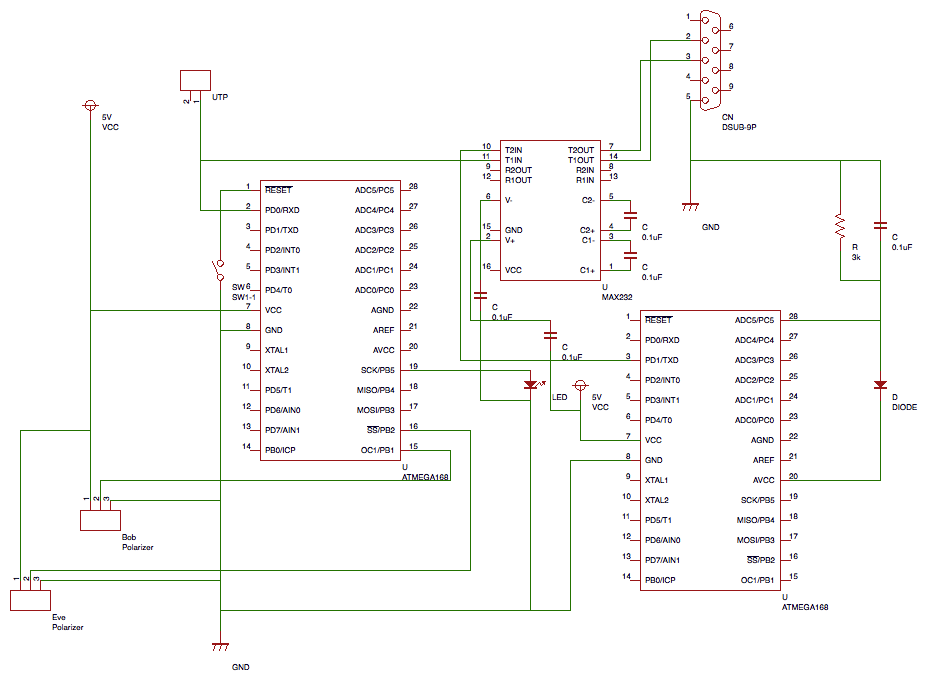 1
2
3
4
5
6
7
8
9
CN
DSUB-9P
UTP
2 1
5V
VCC
10 T2IN T2OUT 7
11 T1IN T1OUT 14
9 R2OUT R2IN 8
12 R1OUT R1IN 13
6 V- C2- 5
15 GND C2+ 4
2 V+ C1- 3
16 VCC C1+ 1
U
MAX232
C
0.1uF
C
0.1uF
C
0.1uF
C
0.1uF
GND
R
3k
C
0.1uF
1 RESET ADC5/PC5 28
2 PD0/RXD ADC4/PC4 27
3 PD1/TXD ADC3/PC3 26
4 PD2/INT0 ADC2/PC2 25
5 PD3/INT1 ADC1/PC1 24
6 PD4/T0 ADC0/PC0 23
7 VCC AGND 22
8 GND AREF 21
9 XTAL1 AVCC 20
10 XTAL2 SCK/PB5 19
11 PD5/T1 MISO/PB4 18
12 PD6/AIN0 MOSI/PB3 17
13 PD7/AIN1 SS/PB2 16
14 PB0/ICP OC1/PB1 15
U
ATMEGA168
SW
SW1-1
LED
5V
VCC
1 RESET ADC5/PC5 28
2 PD0/RXD ADC4/PC4 27
3 PD1/TXD ADC3/PC3 26
4 PD2/INT0 ADC2/PC2 25
5 PD3/INT1 ADC1/PC1 24
6 PD4/T0 ADC0/PC0 23
7 VCC AGND 22
8 GND AREF 21
9 XTAL1 AVCC 20
10 XTAL2 SCK/PB5 19
11 PD5/T1 MISO/PB4 18
12 PD6/AIN0 MOSI/PB3 17
13 PD7/AIN1 SS/PB2 16
14 PB0/ICP OC1/PB1 15
U
ATMEGA168
D
DIODE
1 2 3
Bob
Polarizer
1 2 3
Eve
Polarizer
GND